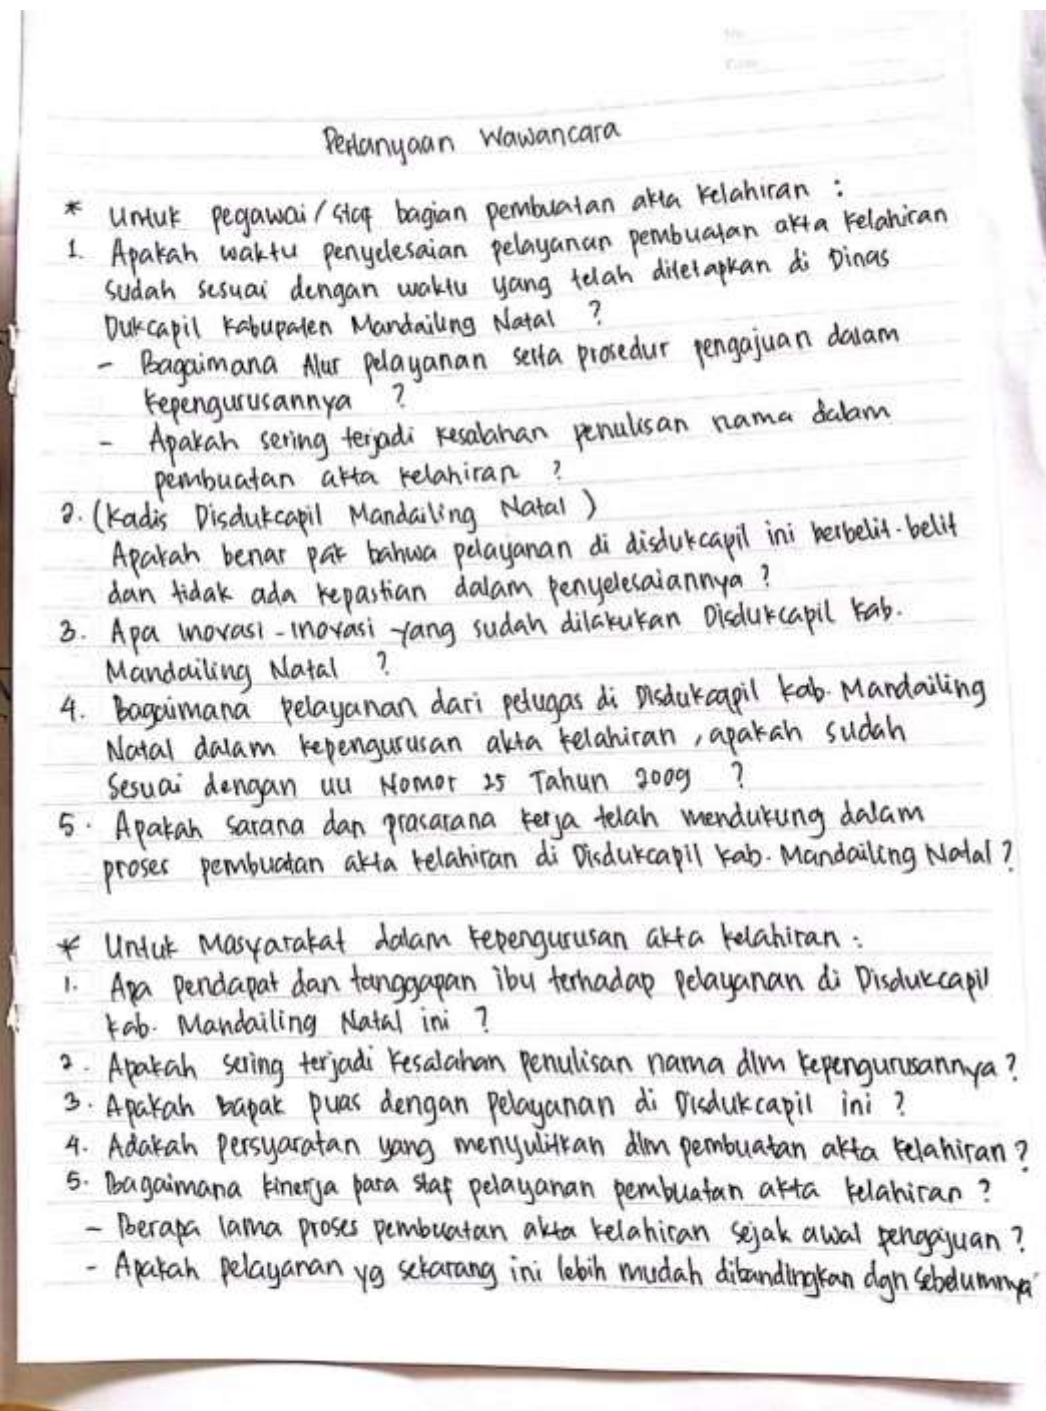 Pertanyaan Wawancara
* Untuk pegawai/staf bagian pembuatan akta kelahiran :
1. Apakah waktu penyelesaian pelayanan pembuatan akta kelahiran
sudah sesuai dengan waktu yang telah ditetapkan di Dinas
Dukcapil Kabupaten Mandailing Natal ?
- Bagaimana Alur pelayanan serta prosedur pengajuan dalam
kepengurusannya ?
- Apakah sering terjadi kesalahan penulisan nama dalam
pembuatan akta kelahiran ?
2. (Kadis Disdukcapil Mandailing Natal)
Apakah benar pak bahwa pelayanan di disdukcapil ini berbelit-belit
dan tidak ada kepastian dalam penyelesaiannya ?
3. Apa inovasi-inovasi yang sudah dilakukan Disdukcapil Kab.
Mandailing Natal ?
4. Bagaimana pelayanan dari petugas di Disdukcapil Kab. Mandailing
Natal dalam kepengurusan akta kelahiran, apakah sudah
Sesuai dengan UU Nomor 25 Tahun 2009 ?
5. Apakah sarana dan prasarana kerja telah mendukung dalam
proses pembuatan akta kelahiran di Disdukcapil Kab. Mandailing Natal ?
* Untuk Masyarakat dalam kepengurusan akta kelahiran :
1. Apa pendapat dan tanggapan ibu terhadap pelayanan di Disdukcapil
Kab. Mandailing Natal ini ?
2. Apakah sering terjadi kesalahan penulisan nama dlm kepengurusannya ?
3. Apakah bapak puas dengan pelayanan di Disdukcapil ini ?
4. Adakah persyaratan yang menyulitkan dlm pembuatan akta kelahiran ?
5. Bagaimana kinerja para staf pelayanan pembuatan akta kelahiran ?
- Berapa lama proses pembuatan akta kelahiran sejak awal pengajuan ?
- Apakah pelayanan yg sekarang ini lebih mudah dibandingkan dgn sebelumnya